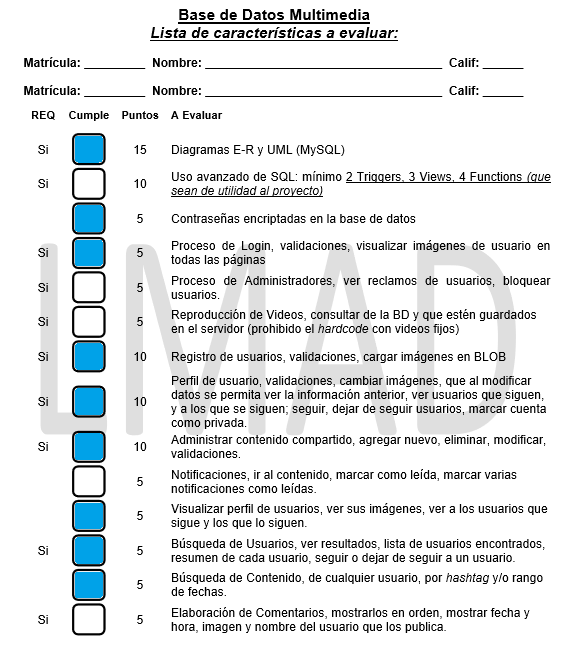 Base de Datos Multimedia
Lista de características a evaluar:
Matrícula: _________ Nombre: ___________________________________ Calif: ______
Matrícula: _________ Nombre: ___________________________________ Calif: ______
REQ Cumple Puntos A Evaluar
Si 15 Diagramas E-R y UML (MySQL)
Si 10 Uso avanzado de SQL: mínimo 2 Triggers, 3 Views, 4 Functions (que
sean de utilidad al proyecto)
5 Contraseñas encriptadas en la base de datos
Si 5 Proceso de Login, validaciones, visualizar imágenes de usuario en
todas las páginas
Si 5 Proceso de Administradores, ver reclamos de usuarios, bloquear
usuarios.
Si 5 Reproducción de Videos, consultar de la BD y que estén guardados
en el servidor (prohibido el hardcode con videos fijos)
Si 10 Registro de usuarios, validaciones, cargar imágenes en BLOB
Si 10 Perfil de usuario, validaciones, cambiar imágenes, que al modificar
datos se permita ver la información anterior, ver usuarios que siguen,
y a los que se siguen; seguir, dejar de seguir usuarios, marcar cuenta
como privada.
Si 10 Administrar contenido compartido, agregar nuevo, eliminar, modificar,
validaciones.
5 Notificaciones, ir al contenido, marcar como leída, marcar varias
notificaciones como leídas.
5 Visualizar perfil de usuarios, ver sus imágenes, ver a los usuarios que
sigue y los que lo siguen.
Si 5 Búsqueda de Usuarios, ver resultados, lista de usuarios encontrados,
resumen de cada usuario, seguir o dejar de seguir a un usuario.
5 Búsqueda de Contenido, de cualquier usuario, por hashtag y/o rango
de fechas.
Si 5 Elaboración de Comentarios, mostrarlos en orden, mostrar fecha y
hora, imagen y nombre del usuario que los publica.
LMAD